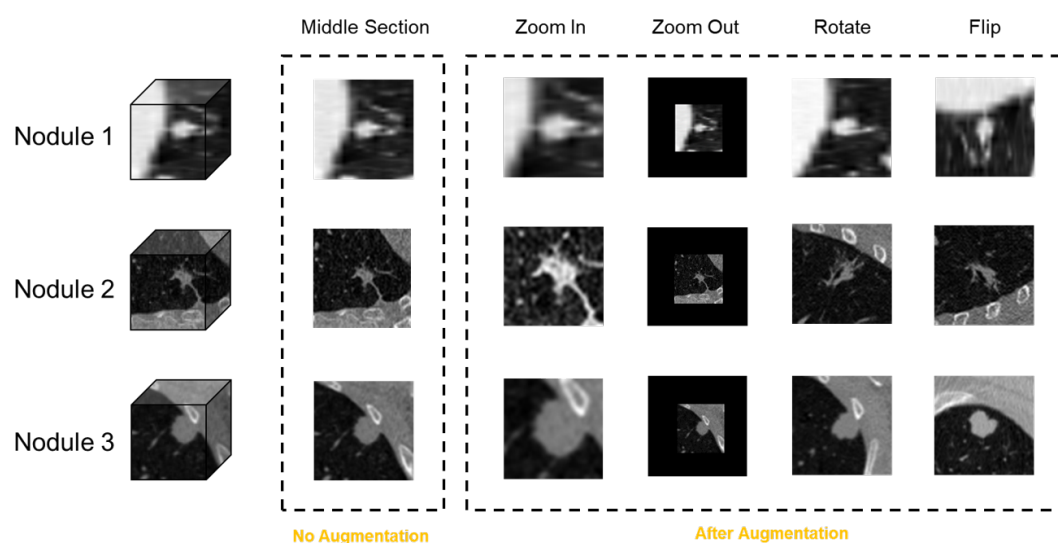 Middle Section Zoom In Zoom Out Rotate Flip
Nodule 1
Nodule 2
Nodule 3
No Augmentation After Augmentation